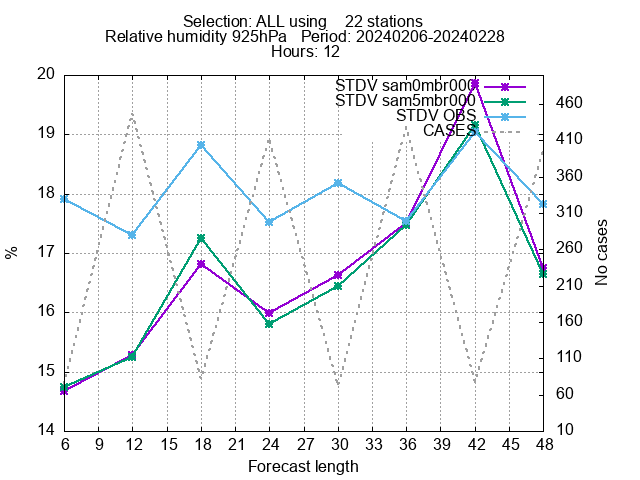 Selection: ALL using    22 stations
Relative humidity 925hPa   Period: 20240206-20240228
Hours: 12
STDV sam0mbr000
STDV sam5mbr000
STDV OBS
CASES
20
19
18
17
16
15
14
%
460
410
360
310
260
210
160
110
60
10
No cases
6 9 12 15 18 21 24 27 30 33 36 39 42 45 48
Forecast length